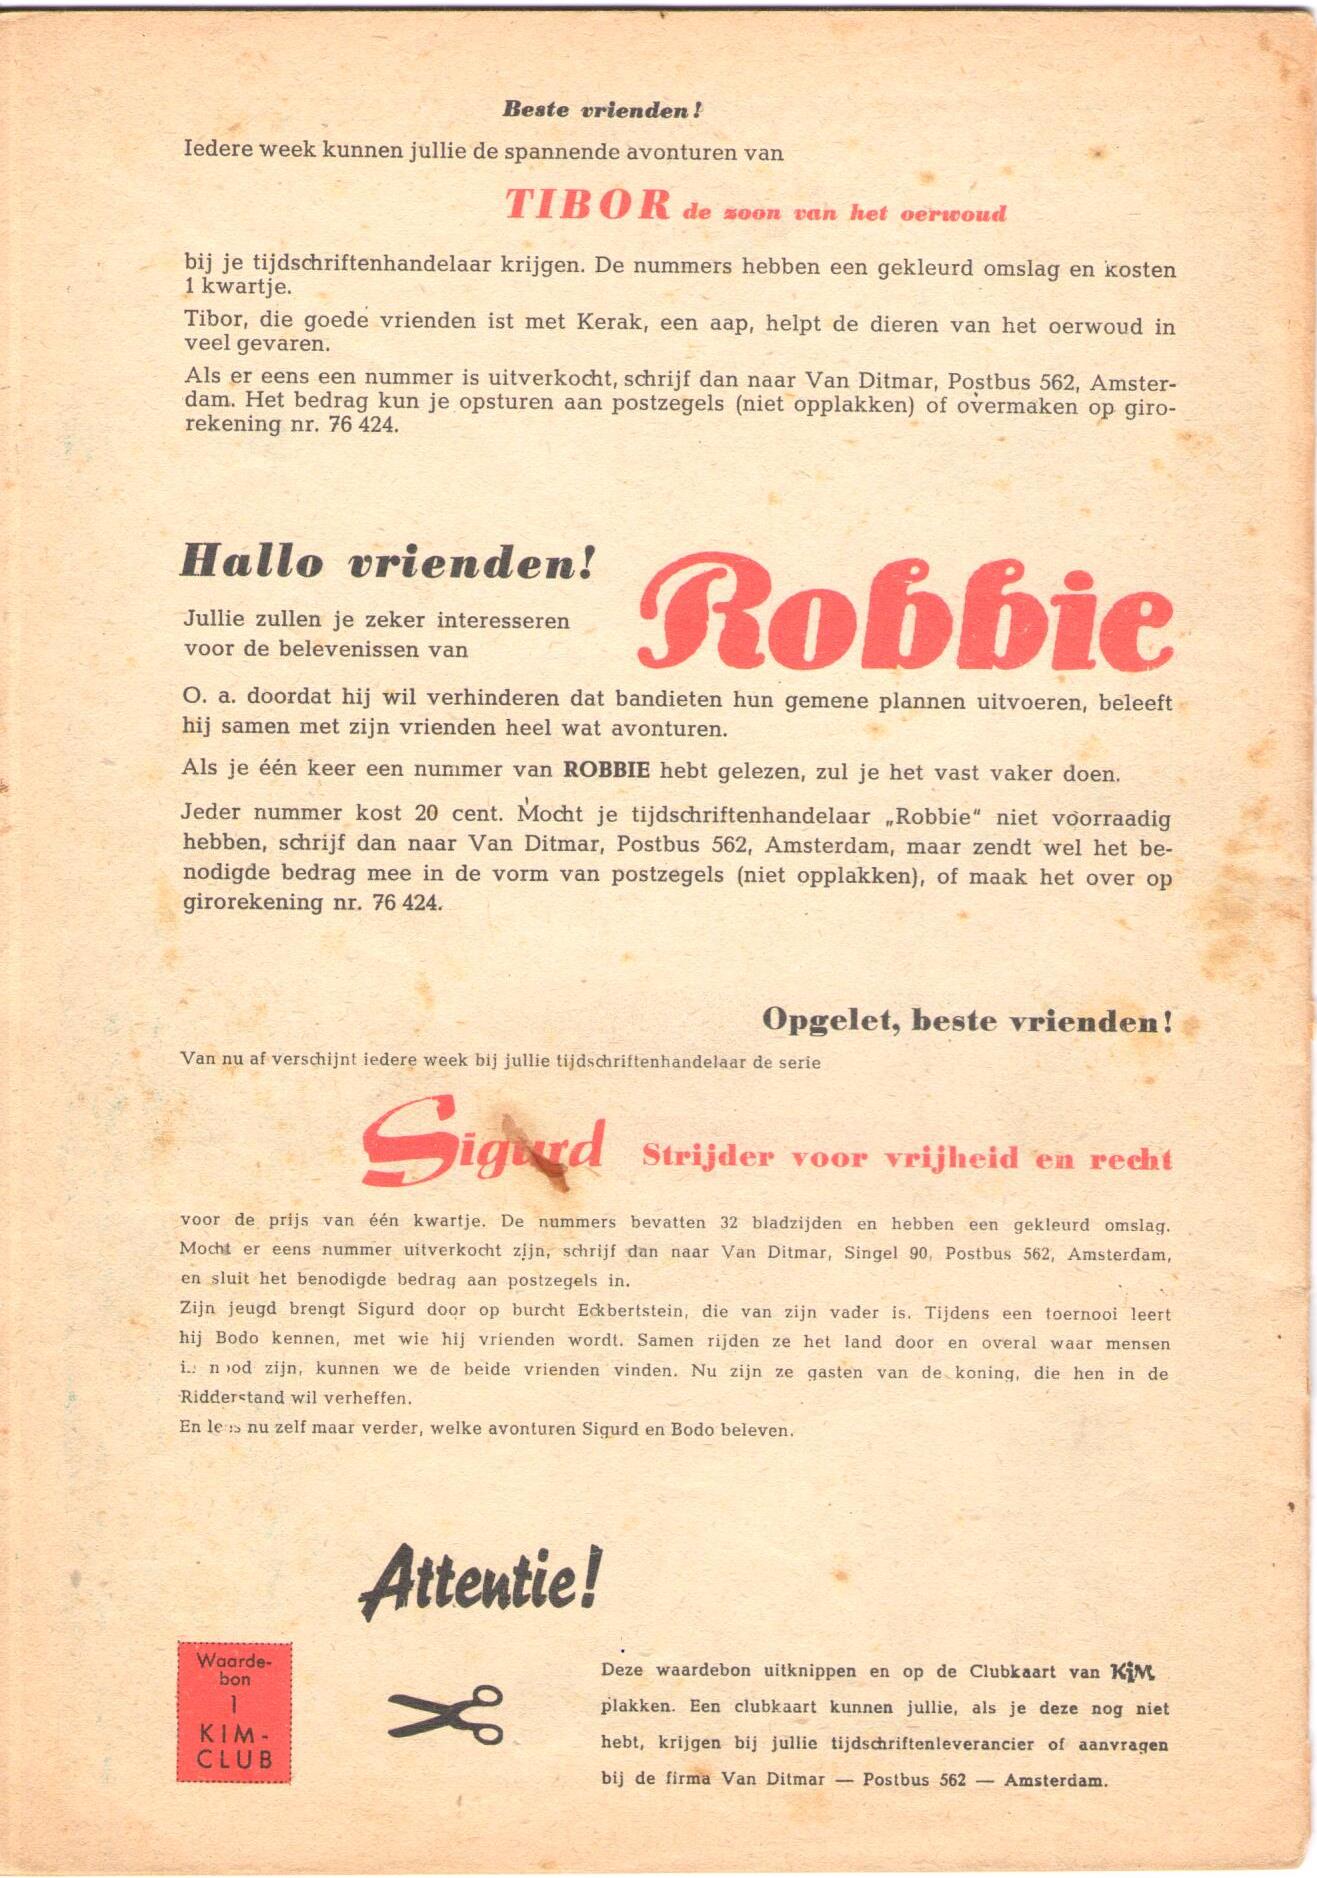 Beste vrienden!
Iedere week kunnen jullie de spannende avonturen van
TIBOR de zoon van het oerwoud
bij je tijdschriftenhandelaar krijgen. De nummers hebben een gekleurd omslag en kosten
1 kwartje.
Tibor, die goede vrienden ist met Kerak, een aap, helpt de dieren van het oerwoud in
veel gevaren.
Als er eens een nummer is uitverkocht, schrijf dan naar Van Ditmar, Postbus 562, Amster-
dam. Het bedrag kun je opsturen aan postzegels (niet opplakken) of overmaken op giro-
rekening nr. 76 424.
Hallo vrienden!
Jullie zullen je zeker interesseren
voor de belevenissen van
Robbie
O. a. doordat hij wil verhinderen dat bandieten hun gemene plannen uitvoeren, beleeft
hij samen met zijn vrienden heel wat avonturen.
Als je één keer een nummer van ROBBIE hebt gelezen, zul je het vast vaker doen.
Jeder nummer kost 20 cent. Mocht je tijdschriftenhandelaar „Robbie" niet voorraadig
hebben, schrijf dan naar Van Ditmar, Postbus 562, Amsterdam, maar zendt wel het be-
nodigde bedrag mee in de vorm van postzegels (niet opplakken), of maak het over op
girorekening nr. 76 424.
Opgelet, beste vrienden!
Van nu af verschijnt iedere week bij jullie tijdschriftenhandelaar de serie
Sigurd Strijder voor vrijheid en recht
voor de prijs van één kwartje. De nummers bevatten 32 bladzijden en hebben een gekleurd omslag.
Mocht er eens nummer uitverkocht zijn, schrijf dan naar Van Ditmar, Singel 90, Postbus 562, Amsterdam,
en sluit het benodigde bedrag aan postzegels in.
Zijn jeugd brengt Sigurd door op burcht Eckbertstein, die van zijn vader is. Tijdens een toernooi leert
hij Bodo kennen, met wie hij vrienden wordt. Samen rijden ze het land door en overal waar mensen
in nood zijn, kunnen we de beide vrienden vinden. Nu zijn ze gasten van de koning, die hen in de
Ridderstand wil verheffen.
En lees nu zelf maar verder, welke avonturen Sigurd en Bodo beleven.
Attentie!
Waarde-
bon
1
KIM-
CLUB
Deze waardebon uitknippen en op de Clubkaart van KiM
plakken. Een clubkaart kunnen jullie, als je deze nog niet
hebt, krijgen bij jullie tijdschriftenleverancier of aanvragen
bij de firma Van Ditmar — Postbus 562 — Amsterdam.